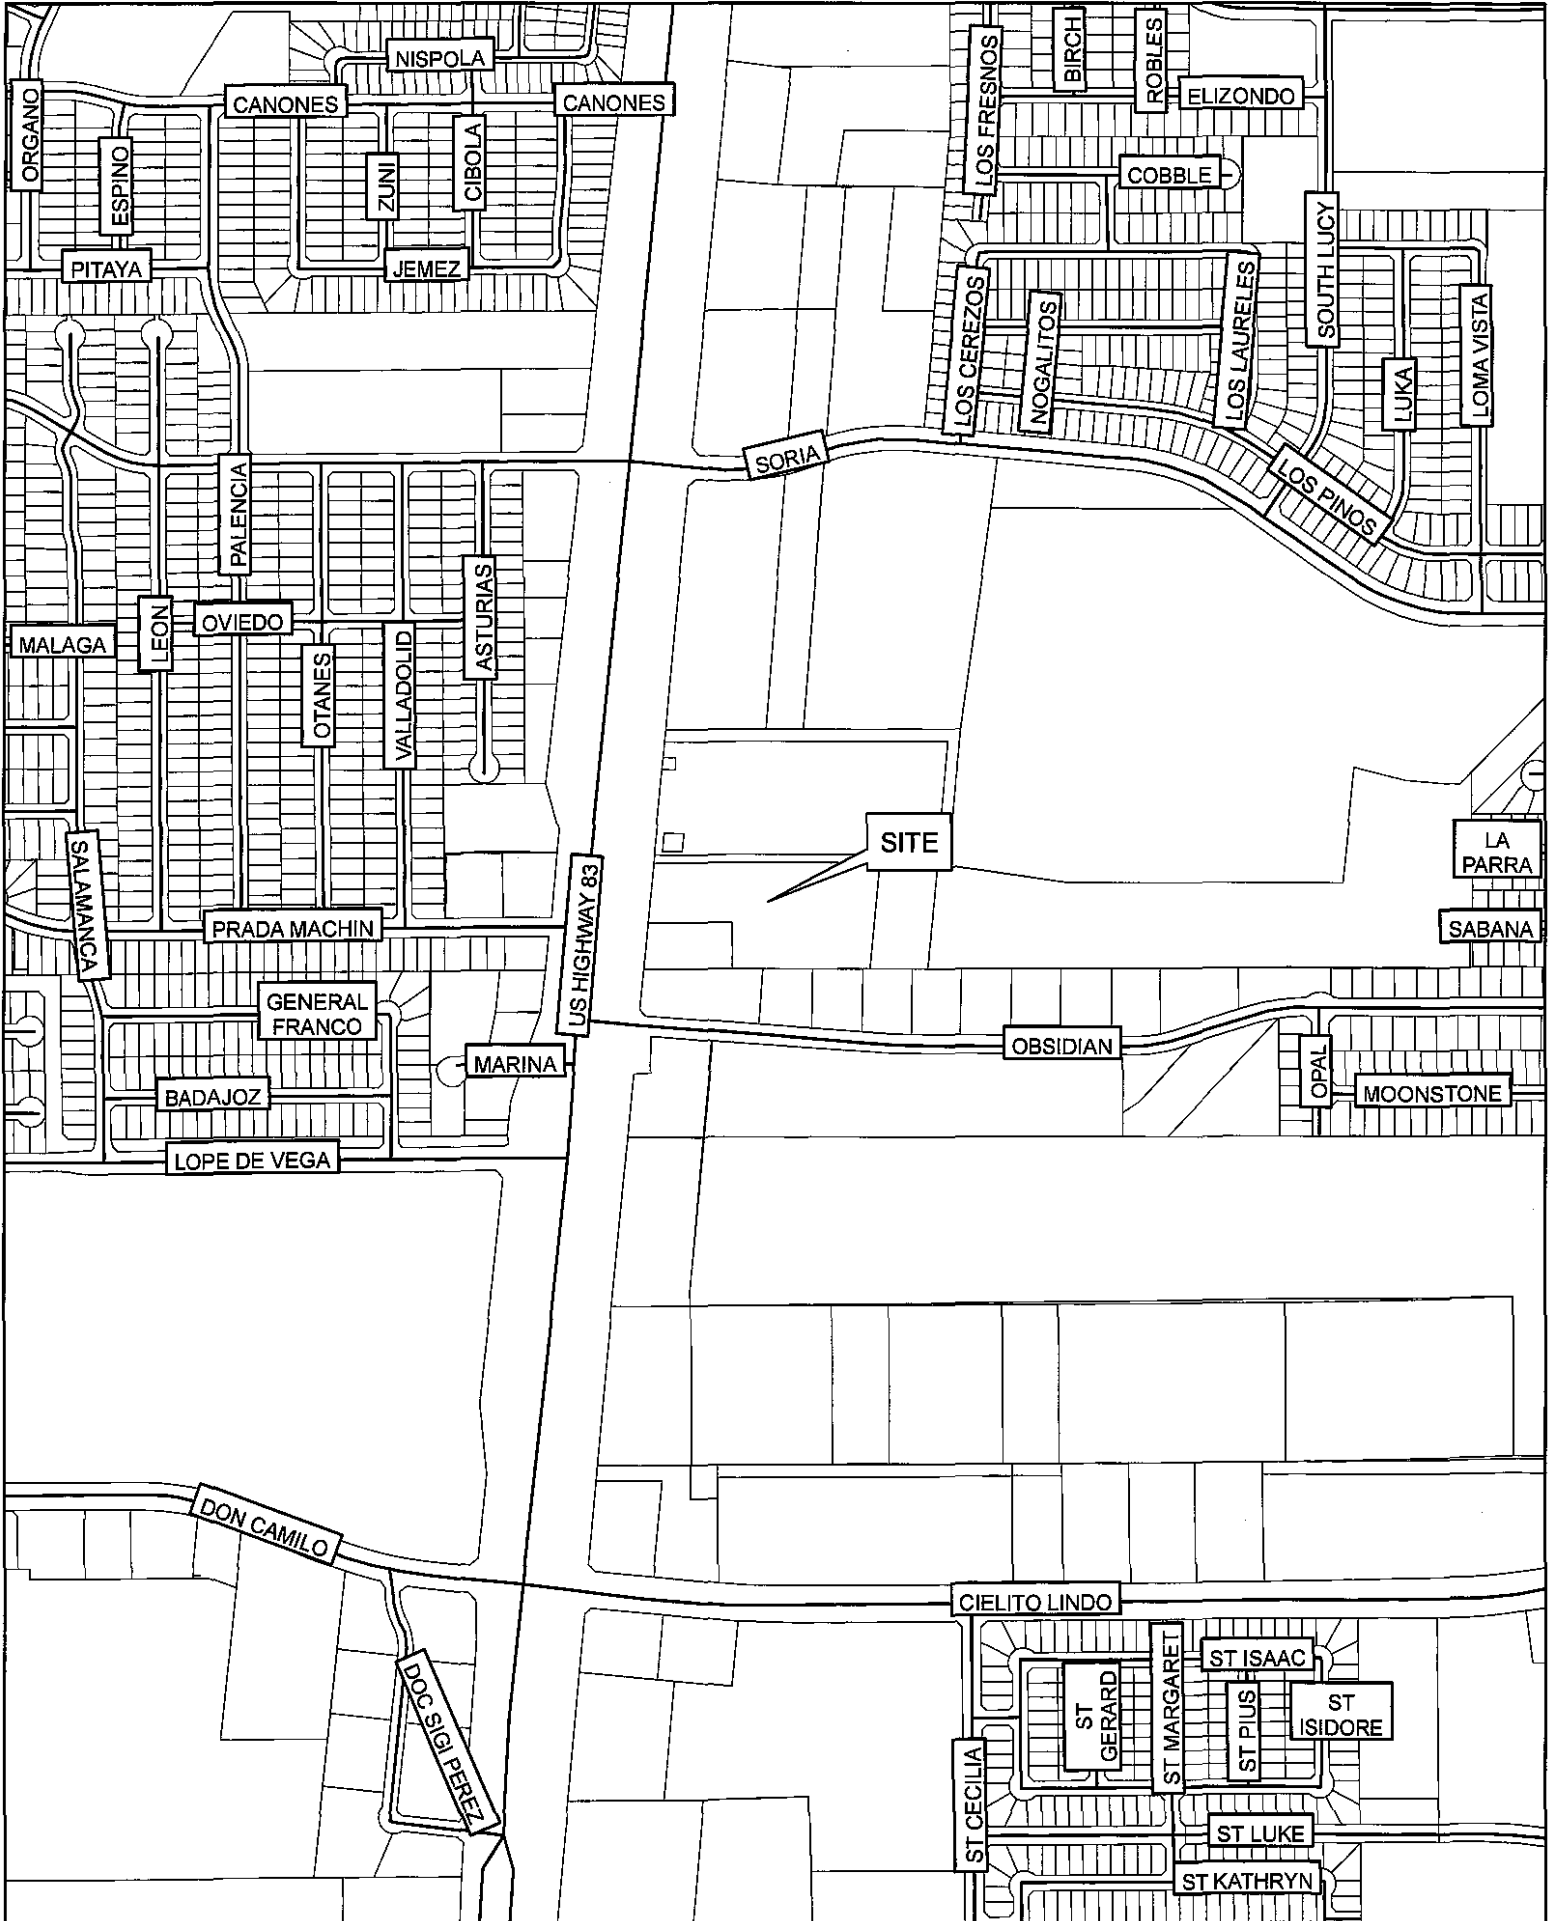 NISPOLA
CANONES
CANONES
ORGANO
ESPINO
ZUNI
CIBOLA
PITAYA
JEMEZ
LOS FRESNOS
BIRCH
ROBLES
ELIZONDO
COBBLE
SOUTH LUCY
LOS CEREZOS
NOGALITOS
LOS LAURELES
LUKA
LOMA VISTA
SORIA
LOS PINOS
PALENCIA
MALAGA
LEON
OVIEDO
OTANES
VALLADOLID
ASTURIAS
SITE
LA
PARRA
SALAMANCA
PRADA MACHIN
US HIGHWAY 83
SABANA
GENERAL
FRANCO
MARINA
OBSIDIAN
OPAL
MOONSTONE
BADAJOZ
LOPE DE VEGA
DON CAMILO
CIELITO LINDO
DOC SIGI PEREZ
ST
GERARD
ST MARGARET
ST ISAAC
ST PIUS
ST
ISIDORE
ST CECILIA
ST LUKE
ST KATHRYN